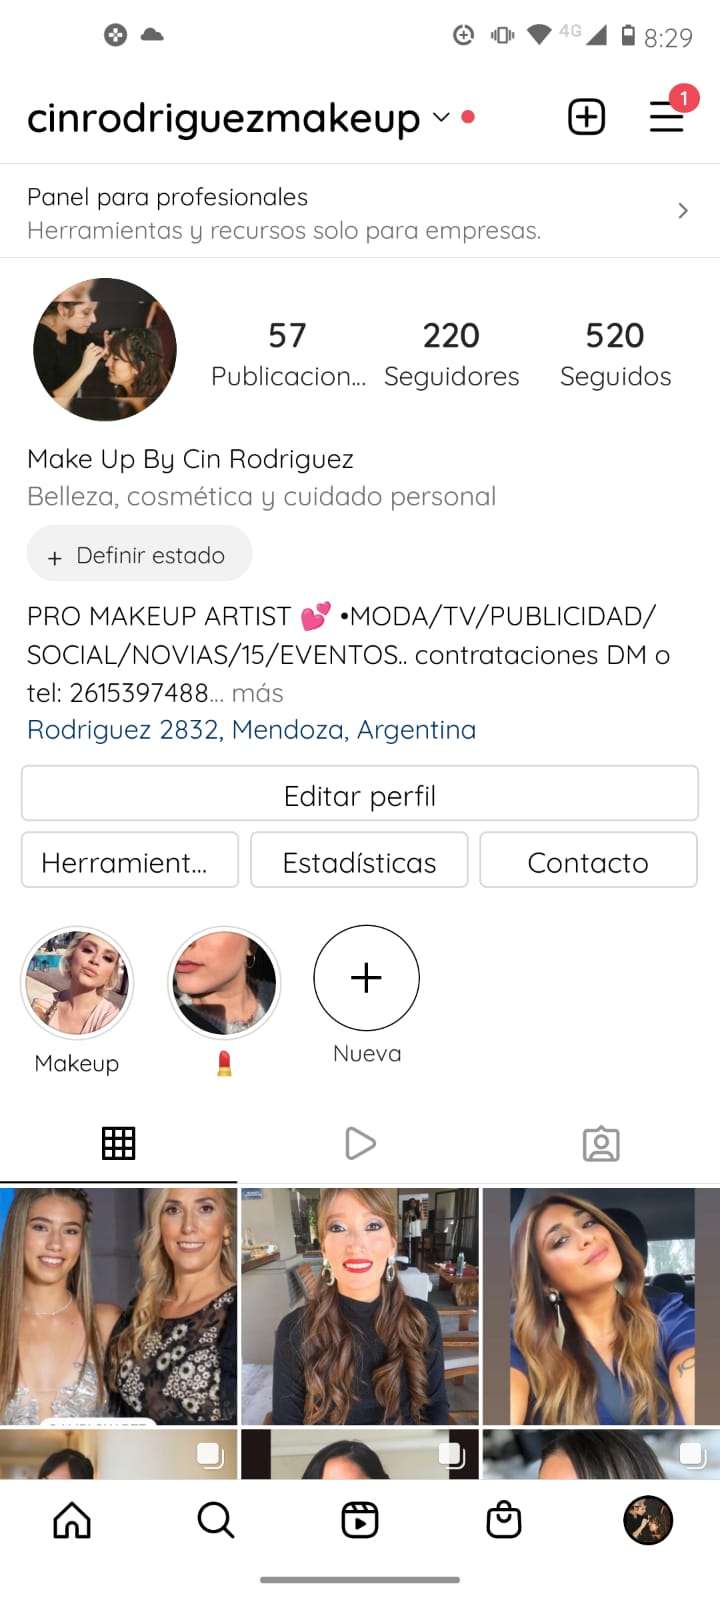 4G 8:29
cinrodriguezmakeup
1
Panel para profesionales
Herramientas y recursos solo para empresas.
57 220 520
Publicacion... Seguidores Seguidos
Make Up By Cin Rodriguez
Belleza, cosmética y cuidado personal
+ Definir estado
PRO MAKEUP ARTIST 💕 •MODA/TV/PUBLICIDAD/
SOCIAL/NOVIAS/15/EVENTOS.. contrataciones DM o
tel: 2615397488... más
Rodriguez 2832, Mendoza, Argentina
Editar perfil
Herramient... Estadísticas Contacto
Makeup 💄 Nueva